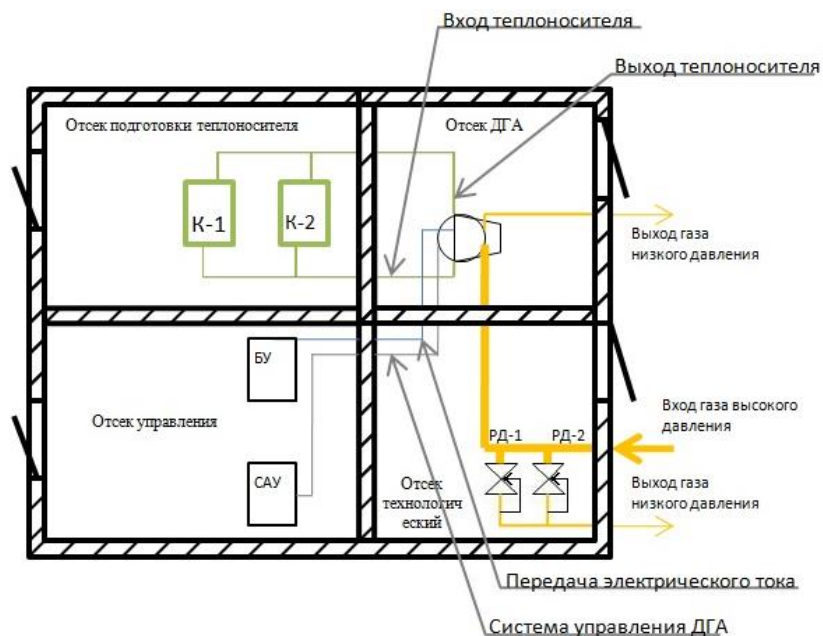 Вход теплоносителя
Выход теплоносителя
Отсек подготовки теплоносителя
Отсек ДГА
К-1
К-2
Выход газа
низкого давления
БУ
Отсек управления
Вход газа высокого
давления
РД-1
РД-2
САУ
Отсек
технологич
еский
Выход газа
низкого давления
Передача электрического тока
Система управления ДГА